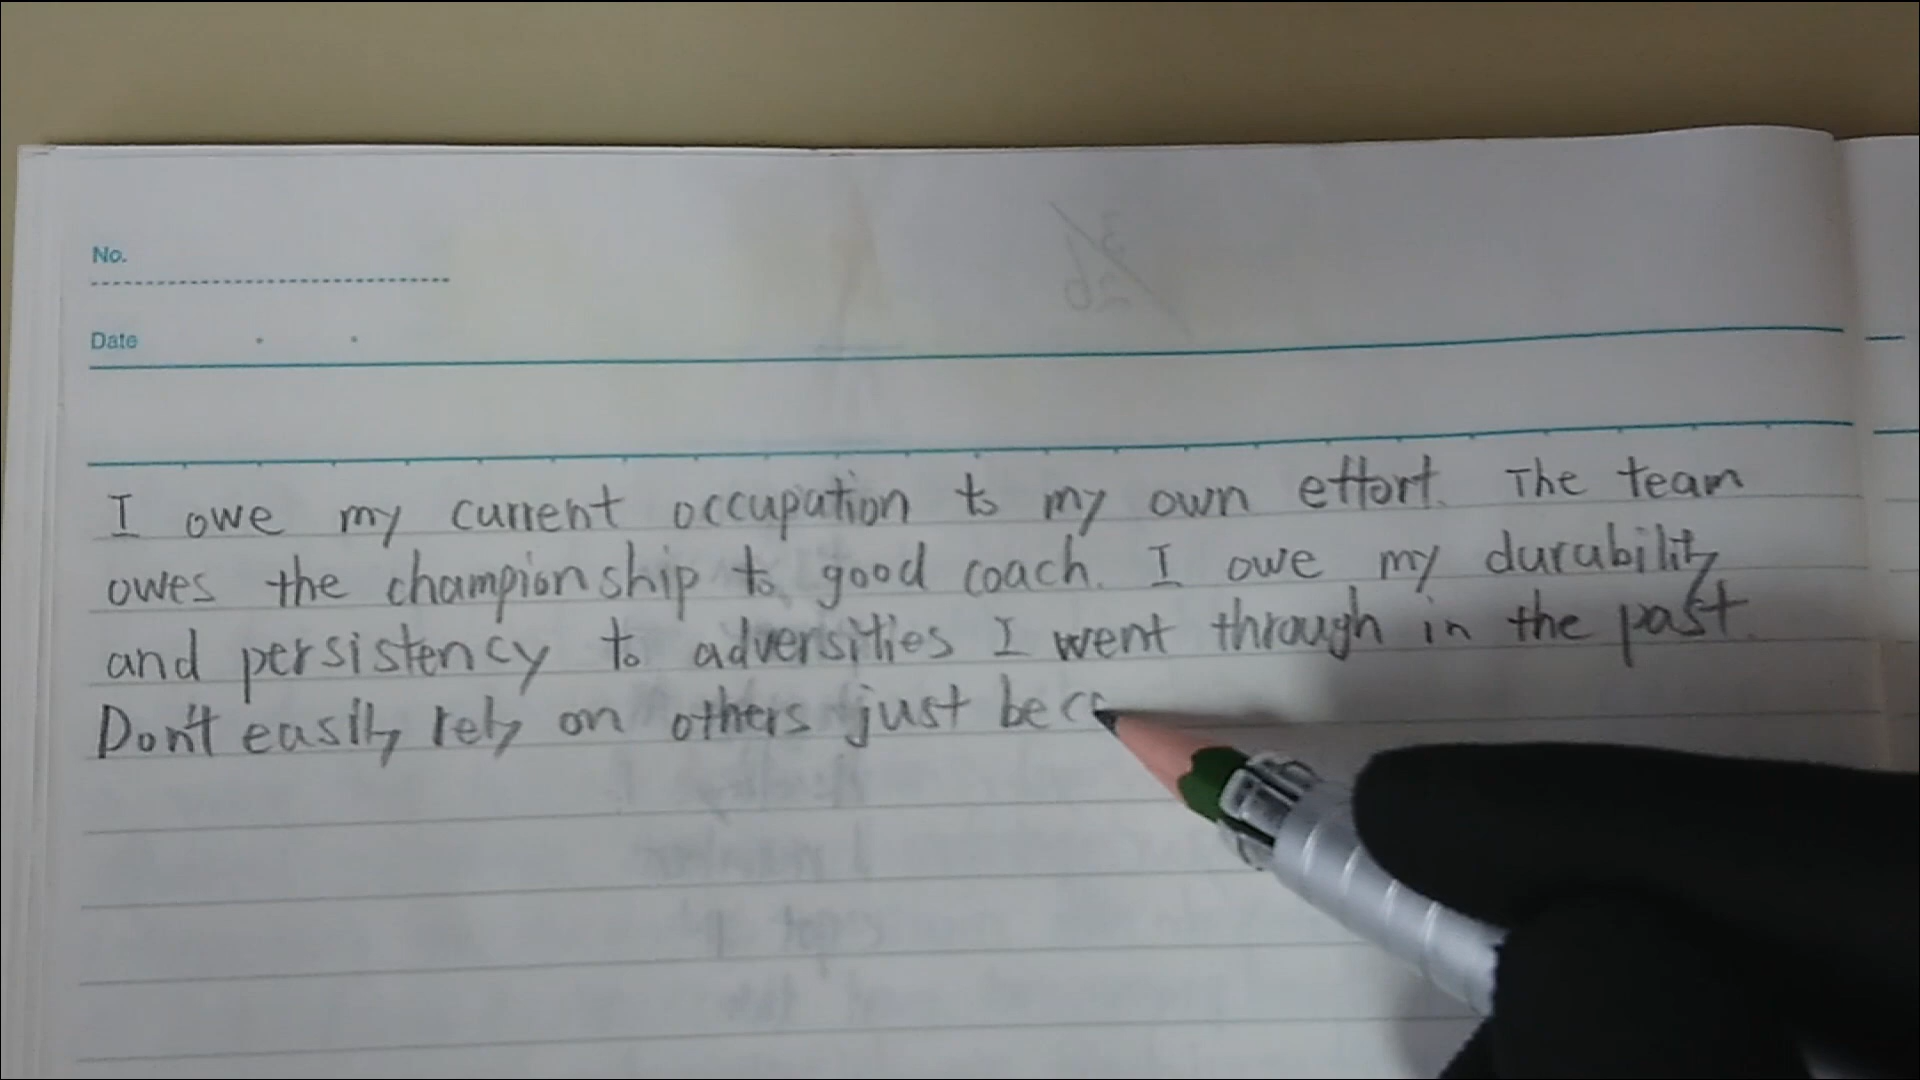 No.
Date
I owe my current occupation to my own effort. The team
owes the championship to good coach. I owe my durability
and persistency to adversities I went through in the past.
Don't easily rely on others just